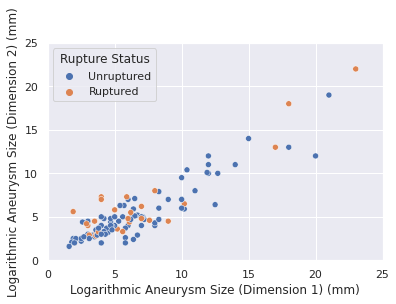 Logarithmic Aneurysm Size (Dimension 2) (mm)
25
20
15
10
5
0
Rupture Status
Unruptured
Ruptured
0 5 10 15 20 25
Logarithmic Aneurysm Size (Dimension 1) (mm)